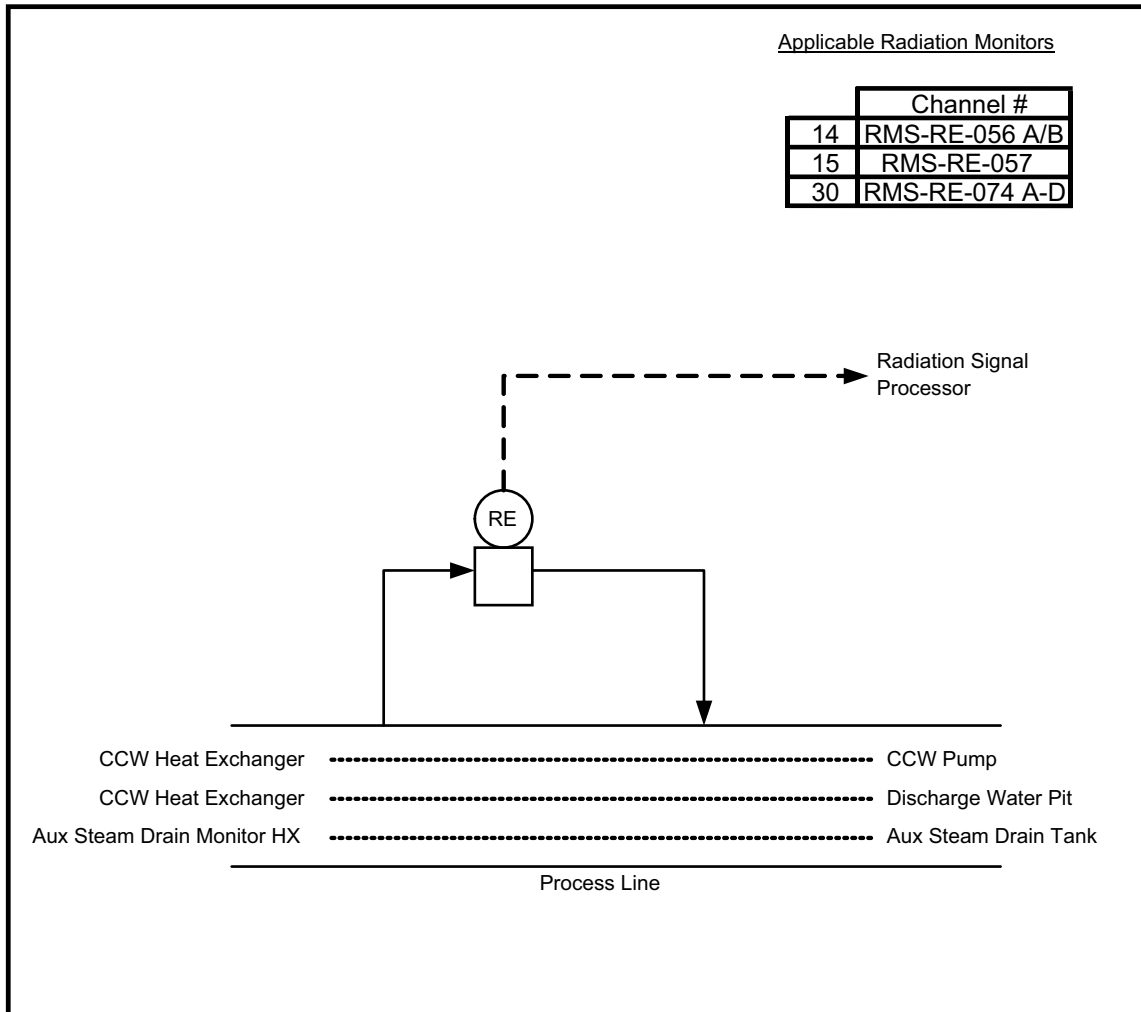 Applicable Radiation Monitors
Channel #
14 RMS-RE-056 A/B
15 RMS-RE-057
30 RMS-RE-074 A-D
Radiation Signal
Processor
RE
CCW Heat Exchanger CCW Pump
CCW Heat Exchanger Discharge Water Pit
Aux Steam Drain Monitor HX Aux Steam Drain Tank
Process Line